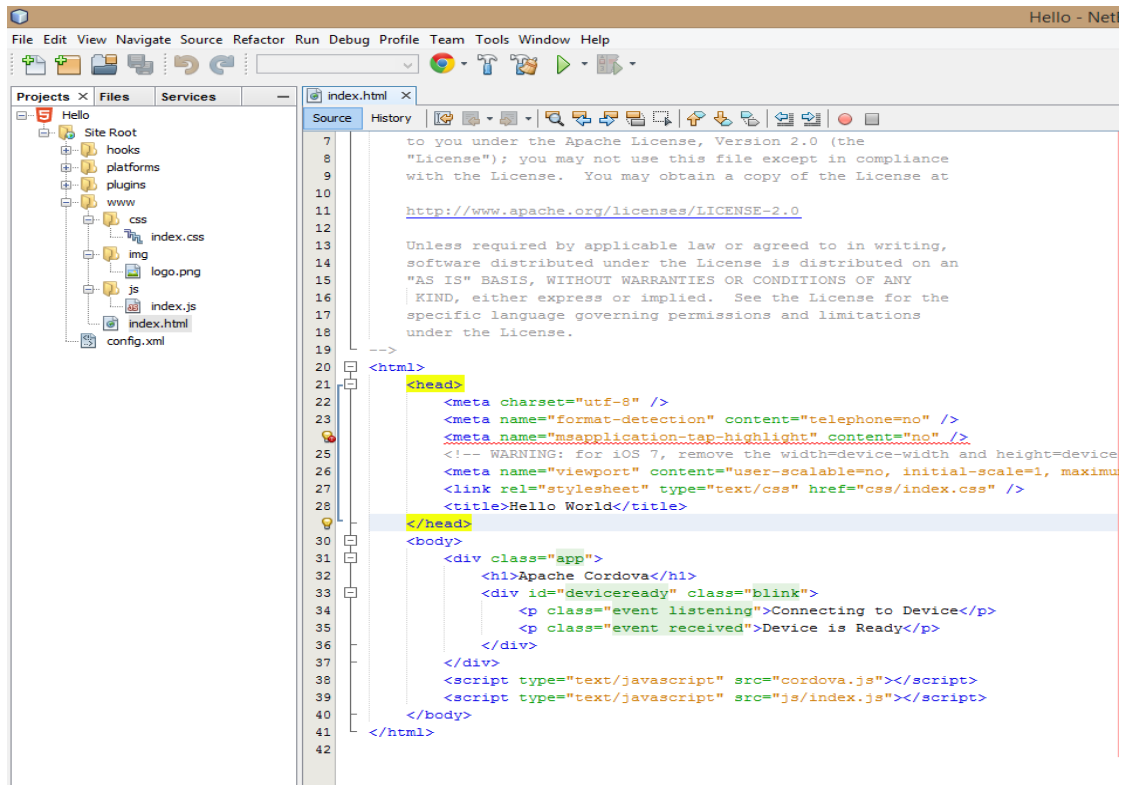 Hello - Netl
File Edit View Navigate Source Refactor Run Debug Profile Team Tools Window Help
Projects Files Services
Hello
Site Root
hooks
platforms
plugins
www
css
index.css
img
logo.png
js
index.js
index.html
config.xml
index.html
Source History
7 to you under the Apache License, Version 2.0 (the
8 "License"); you may not use this file except in compliance
9 with the License.  You may obtain a copy of the License at
10
11 http://www.apache.org/licenses/LICENSE-2.0
12
13 Unless required by applicable law or agreed to in writing,
14 software distributed under the License is distributed on an
15 "AS IS" BASIS, WITHOUT WARRANTIES OR CONDITIONS OF ANY
16  KIND, either express or implied.  See the License for the
17 specific language governing permissions and limitations
18 under the License.
19 -->
20 <html>
21 <head>
22 <meta charset="utf-8" />
23 <meta name="format-detection" content="telephone=no" />
<meta name="msapplication-tap-highlight" content="no" />
25 <!-- WARNING: for iOS 7, remove the width=device-width and height=device
26 <meta name="viewport" content="user-scalable=no, initial-scale=1, maximu
27 <link rel="stylesheet" type="text/css" href="css/index.css" />
28 <title>Hello World</title>
</head>
30 <body>
31 <div class="app">
32 <h1>Apache Cordova</h1>
33 <div id="deviceready" class="blink">
34 <p class="event listening">Connecting to Device</p>
35 <p class="event received">Device is Ready</p>
36 </div>
37 </div>
38 <script type="text/javascript" src="cordova.js"></script>
39 <script type="text/javascript" src="js/index.js"></script>
40 </body>
41 </html>
42